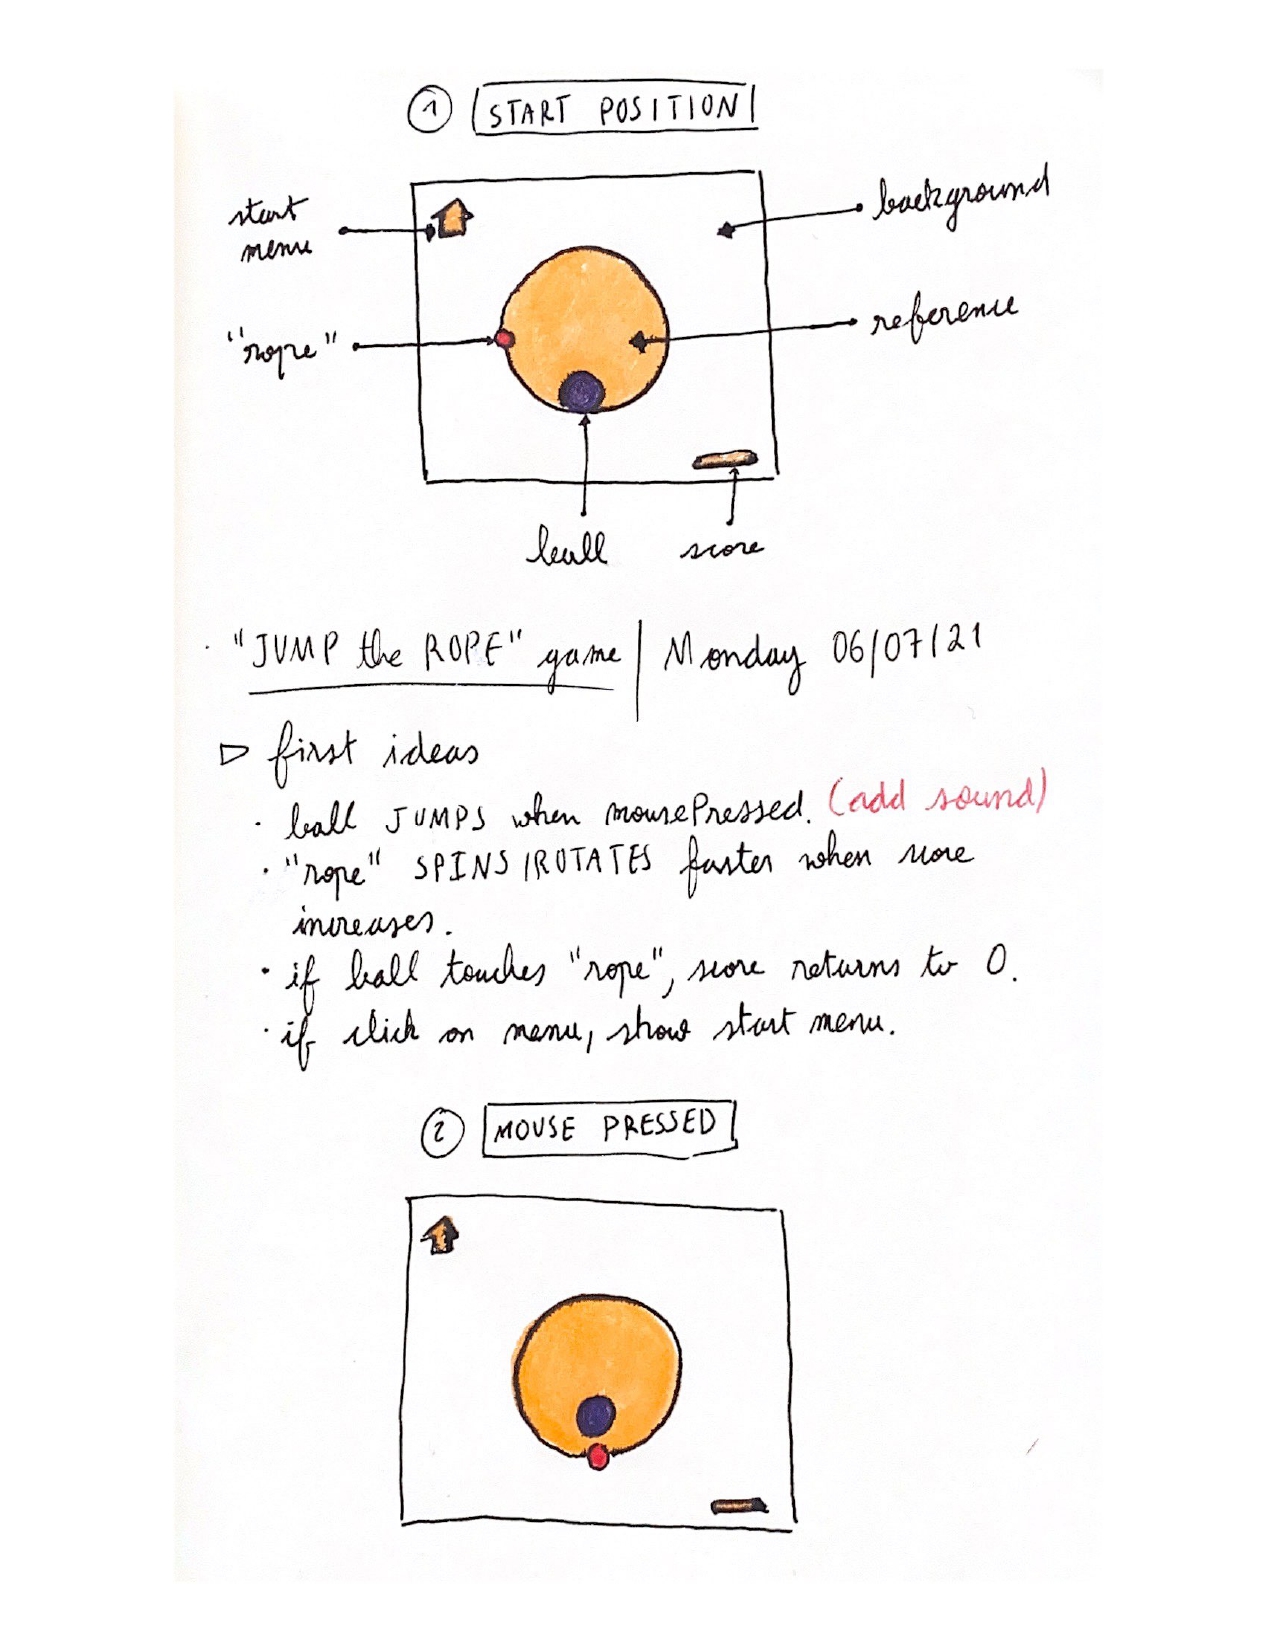 1 START POSITION
start
menu
background
"rope"
reference
ball
score
"JUMP the ROPE" game | Monday 06/07/21
first ideas
· ball JUMPS when mousePressed. (add sound)
· "rope" SPINS/ROTATES faster when score
increases.
· if ball touches "rope", score returns to 0.
· if click on menu, show start menu.
2 MOUSE PRESSED